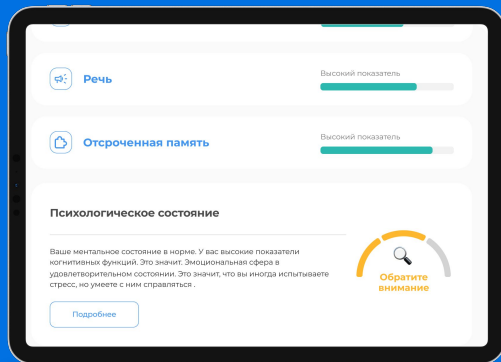 Речь
Высокий показатель
Отсроченная память
Высокий показатель
Психологическое состояние
Ваше ментальное состояние в норме. У вас высокие показатели
когнитивных функций. Это значит. Эмоциональная сфера в
удовлетворительном состоянии. Это значит, что вы иногда испытываете
стресс, но умеете с ним справляться .
Обратите
внимание
Подробнее